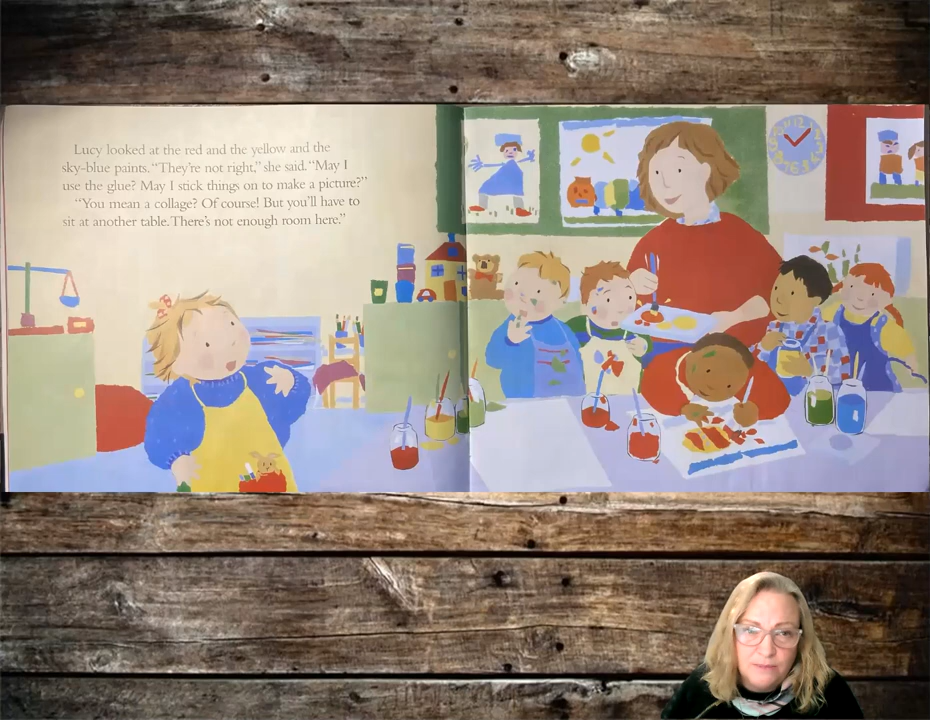 Lucy looked at the red and the yellow and the
sky-blue paints. “They’re not right,” she said. “May I
use the glue? May I stick things on to make a picture?”
“You mean a collage? Of course! But you’ll have to
sit at another table. There’s not enough room here.”